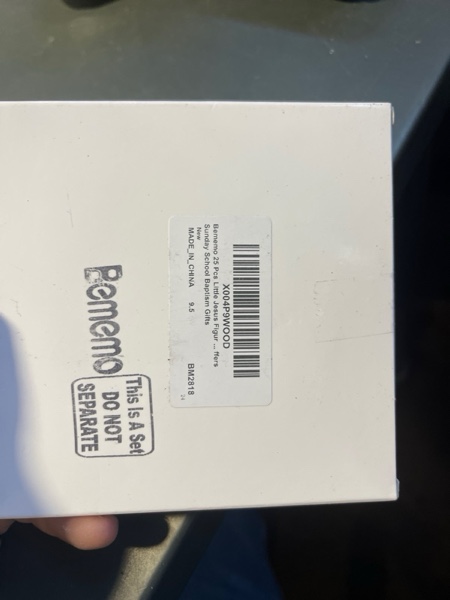 X004P9WOOD
Bememo 25 Pcs Little Jesus Figur ... ffers
Sunday School Baptism Gifts
New
MADE_IN_CHINA 9.5 BM2818
24
Bememo
This Is A Set
DO NOT
SEPARATE